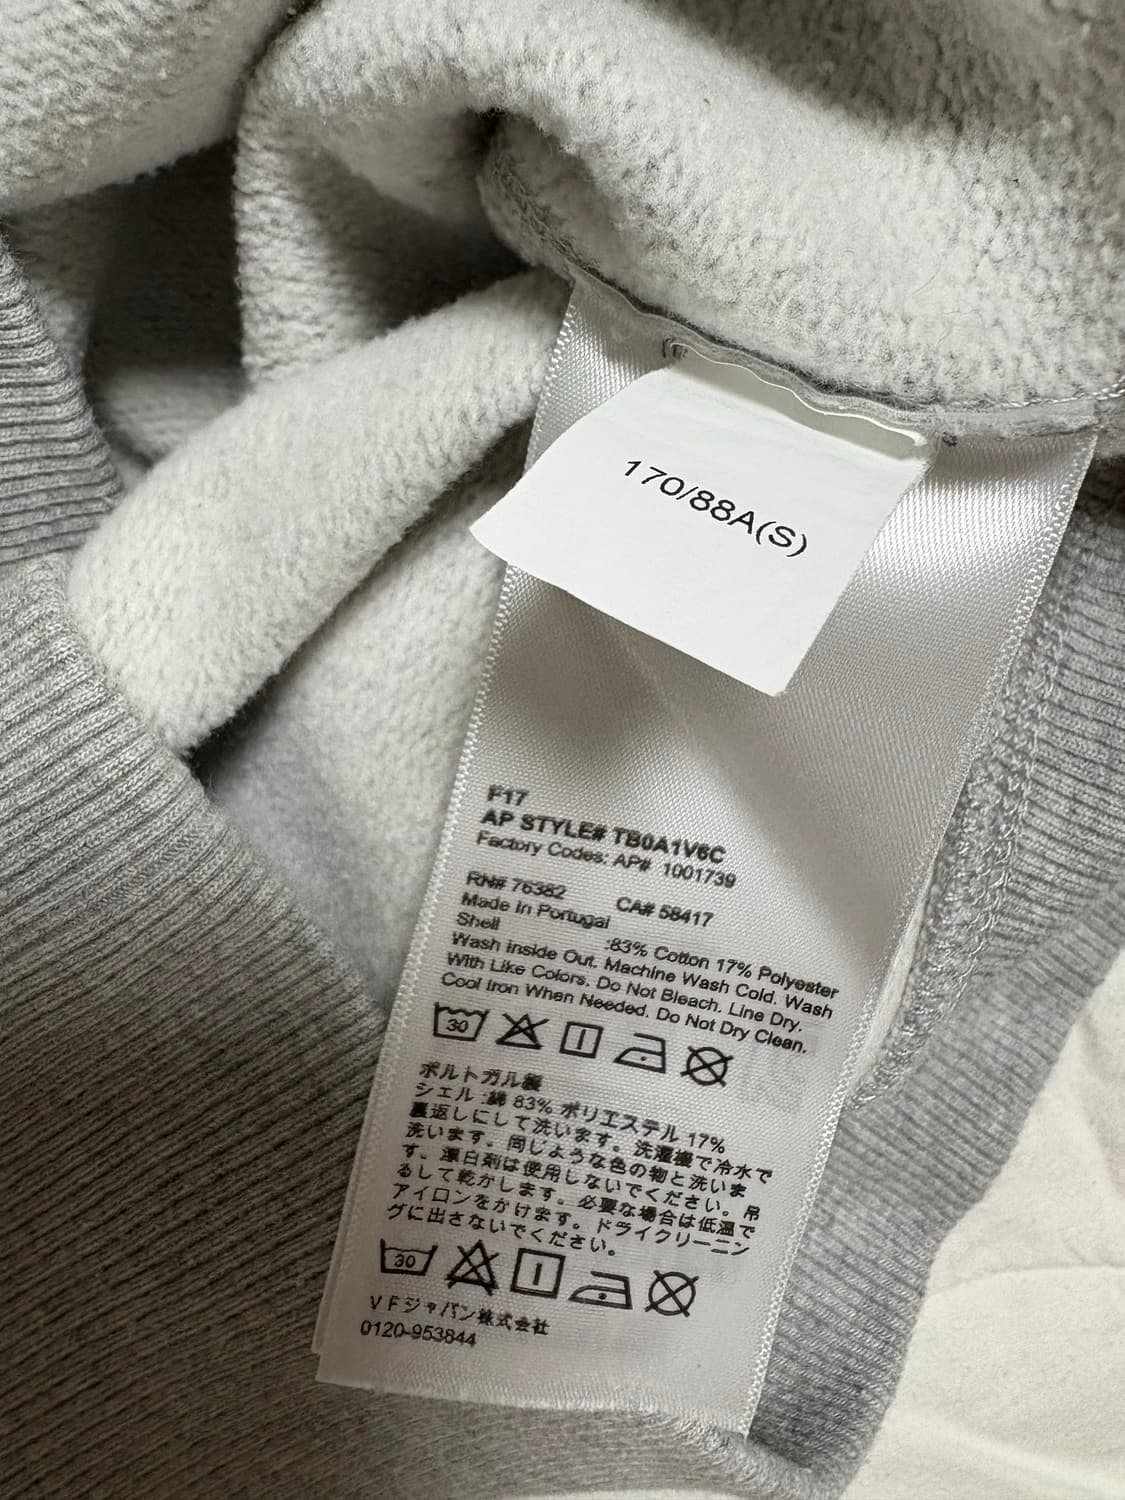 170/88A(S)
F17
AP STYLE# TB0A1V6C
Factory Codes: AP# 1001739
RN# 76382 CA# 58417
Made In Portugal
Shell :83% Cotton 17% Polyester
Wash Inside Out. Machine Wash Cold. Wash
With Like Colors. Do Not Bleach. Line Dry.
Cool Iron When Needed. Do Not Dry Clean.
30
ポルトガル製
シェル :綿 83% ポリエステル 17%
裏返しにして洗います。洗濯機で冷水で
洗います。同じような色の物と洗いま
す。漂白剤は使用しないでください。吊
るして乾かします。必要な場合は低温で
アイロンをかけます。ドライクリーニン
グに出さないでください。
30
VFジャパン株式会社
0120-953844